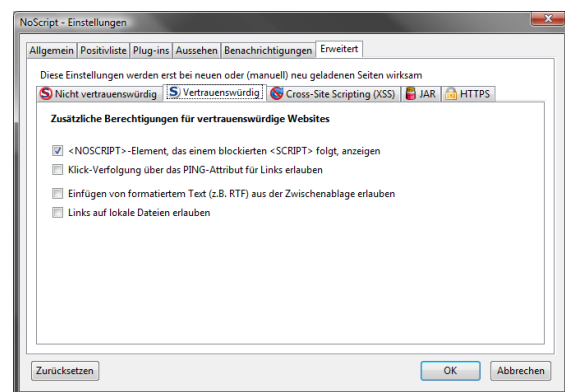 NoScript - Einstellungen
Allgemein Positivliste Plug-ins Aussehen Benachrichtigungen Erweitert
Diese Einstellungen werden erst bei neuen oder (manuell) neu geladenen Seiten wirksam
Nicht vertrauenswürdig Vertrauenswürdig Cross-Site Scripting (XSS) JAR HTTPS
Zusätzliche Berechtigungen für vertrauenswürdige Websites
<NOSCRIPT>-Element, das einem blockierten <SCRIPT> folgt, anzeigen
Klick-Verfolgung über das PING-Attribut für Links erlauben
Einfügen von formatiertem Text (z.B. RTF) aus der Zwischenablage erlauben
Links auf lokale Dateien erlauben
Zurücksetzen OK Abbrechen